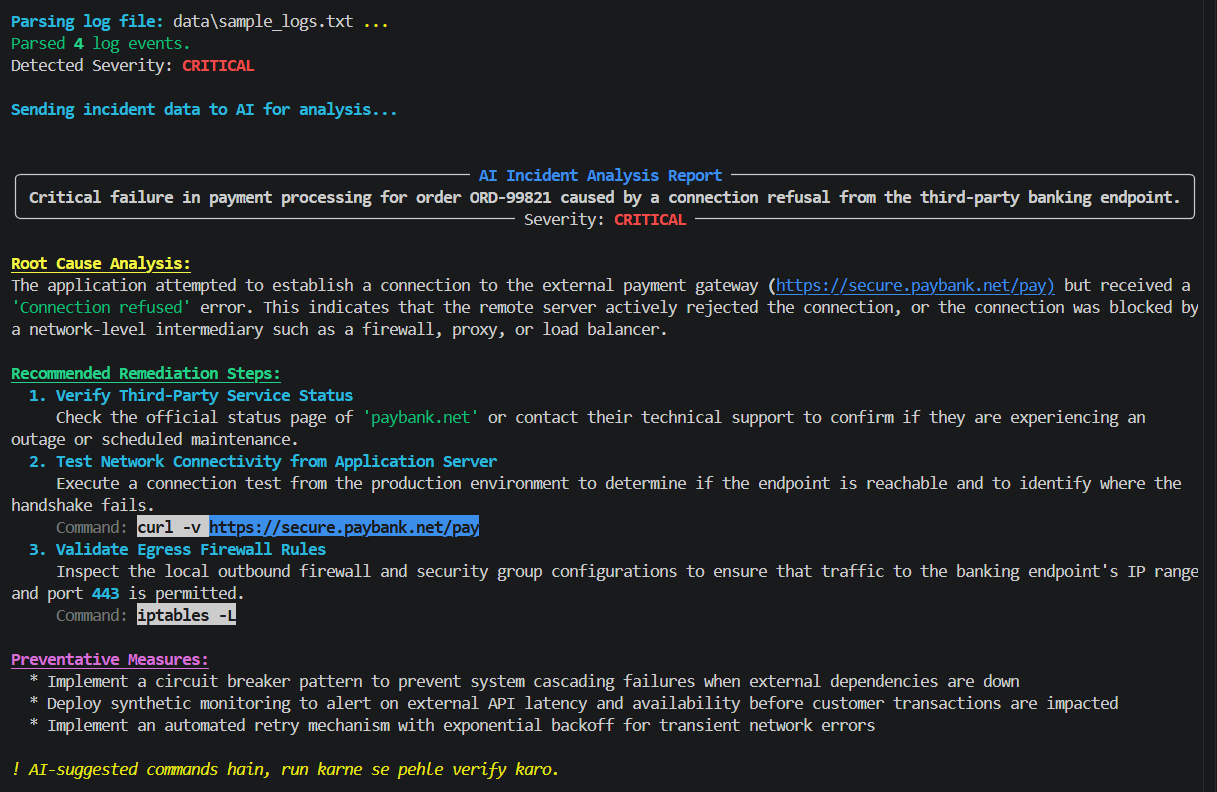 Parsing log file: data\sample_logs.txt ...
Parsed 4 log events.
Detected Severity: CRITICAL
Sending incident data to AI for analysis...
AI Incident Analysis Report
Critical failure in payment processing for order ORD-99821 caused by a connection refusal from the third-party banking endpoint.
Severity: CRITICAL
Root Cause Analysis:
The application attempted to establish a connection to the external payment gateway (https://secure.paybank.net/pay) but received a
'Connection refused' error. This indicates that the remote server actively rejected the connection, or the connection was blocked by
a network-level intermediary such as a firewall, proxy, or load balancer.
Recommended Remediation Steps:
1. Verify Third-Party Service Status
Check the official status page of 'paybank.net' or contact their technical support to confirm if they are experiencing an
outage or scheduled maintenance.
2. Test Network Connectivity from Application Server
Execute a connection test from the production environment to determine if the endpoint is reachable and to identify where the
handshake fails.
Command: curl -v https://secure.paybank.net/pay
3. Validate Egress Firewall Rules
Inspect the local outbound firewall and security group configurations to ensure that traffic to the banking endpoint's IP range
and port 443 is permitted.
Command: iptables -L
Preventative Measures:
* Implement a circuit breaker pattern to prevent system cascading failures when external dependencies are down
* Deploy synthetic monitoring to alert on external API latency and availability before customer transactions are impacted
* Implement an automated retry mechanism with exponential backoff for transient network errors
! AI-suggested commands hain, run karne se pehle verify karo.